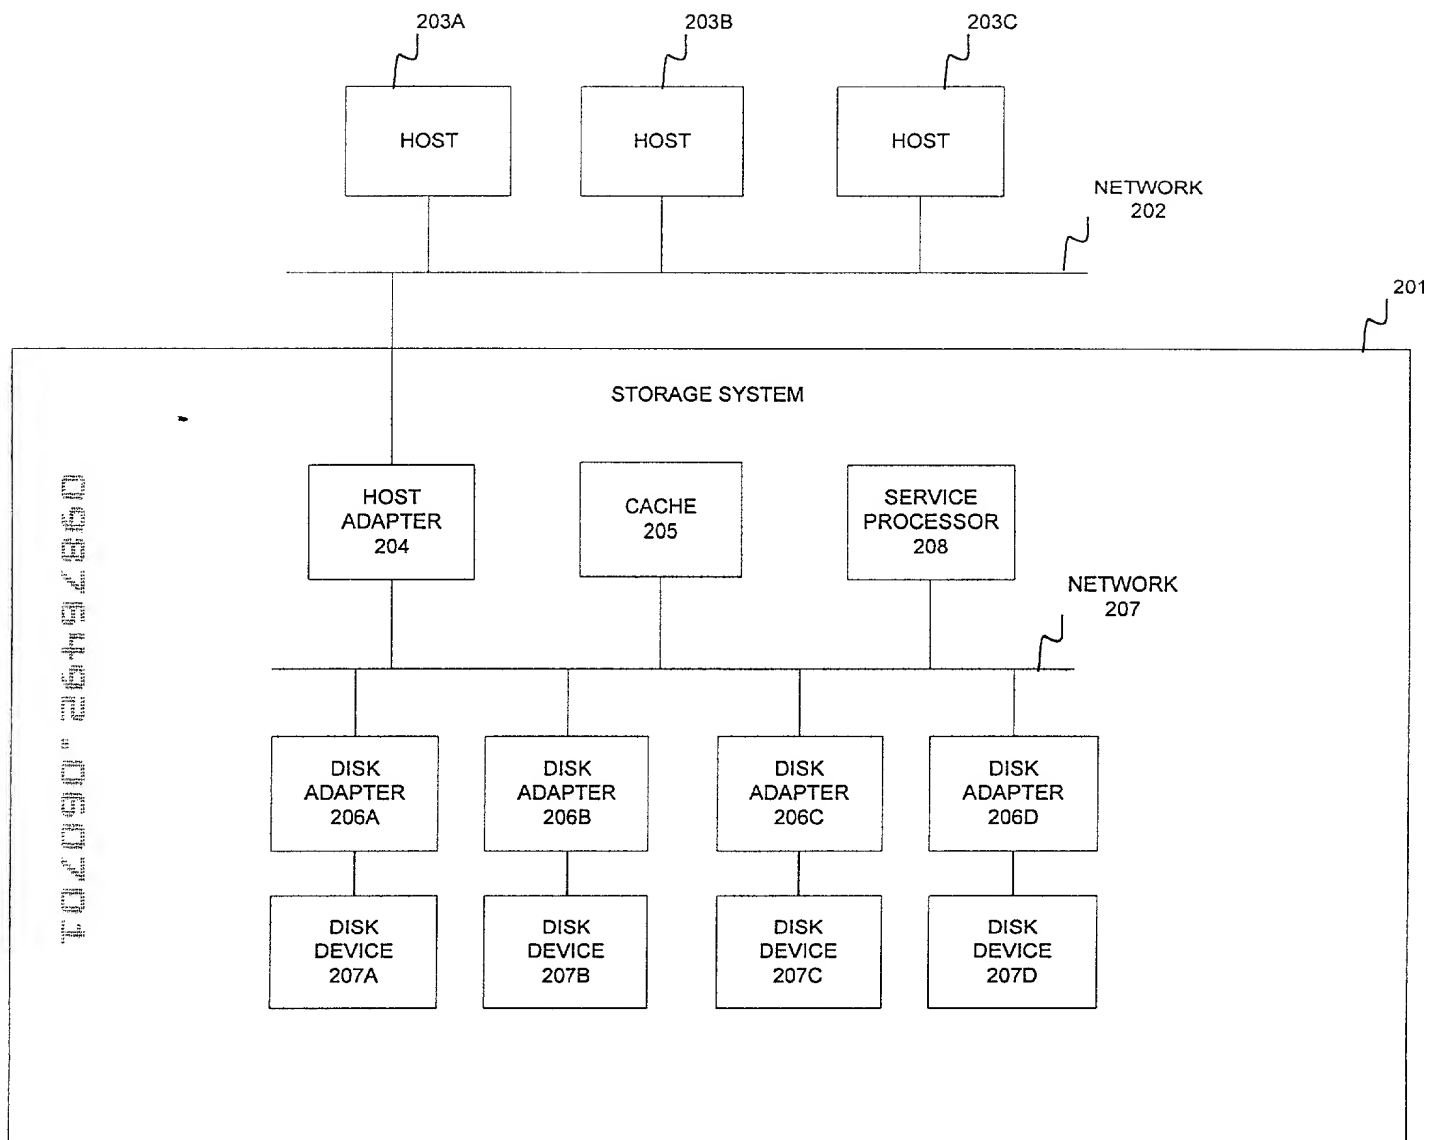 203A
203B
203C
HOST
HOST
HOST
NETWORK
202
201
STORAGE SYSTEM
HOST
ADAPTER
204
CACHE
205
SERVICE
PROCESSOR
208
NETWORK
207
DISK
ADAPTER
206A
DISK
ADAPTER
206B
DISK
ADAPTER
206C
DISK
ADAPTER
206D
DISK
DEVICE
207A
DISK
DEVICE
207B
DISK
DEVICE
207C
DISK
DEVICE
207D
09876492.060701